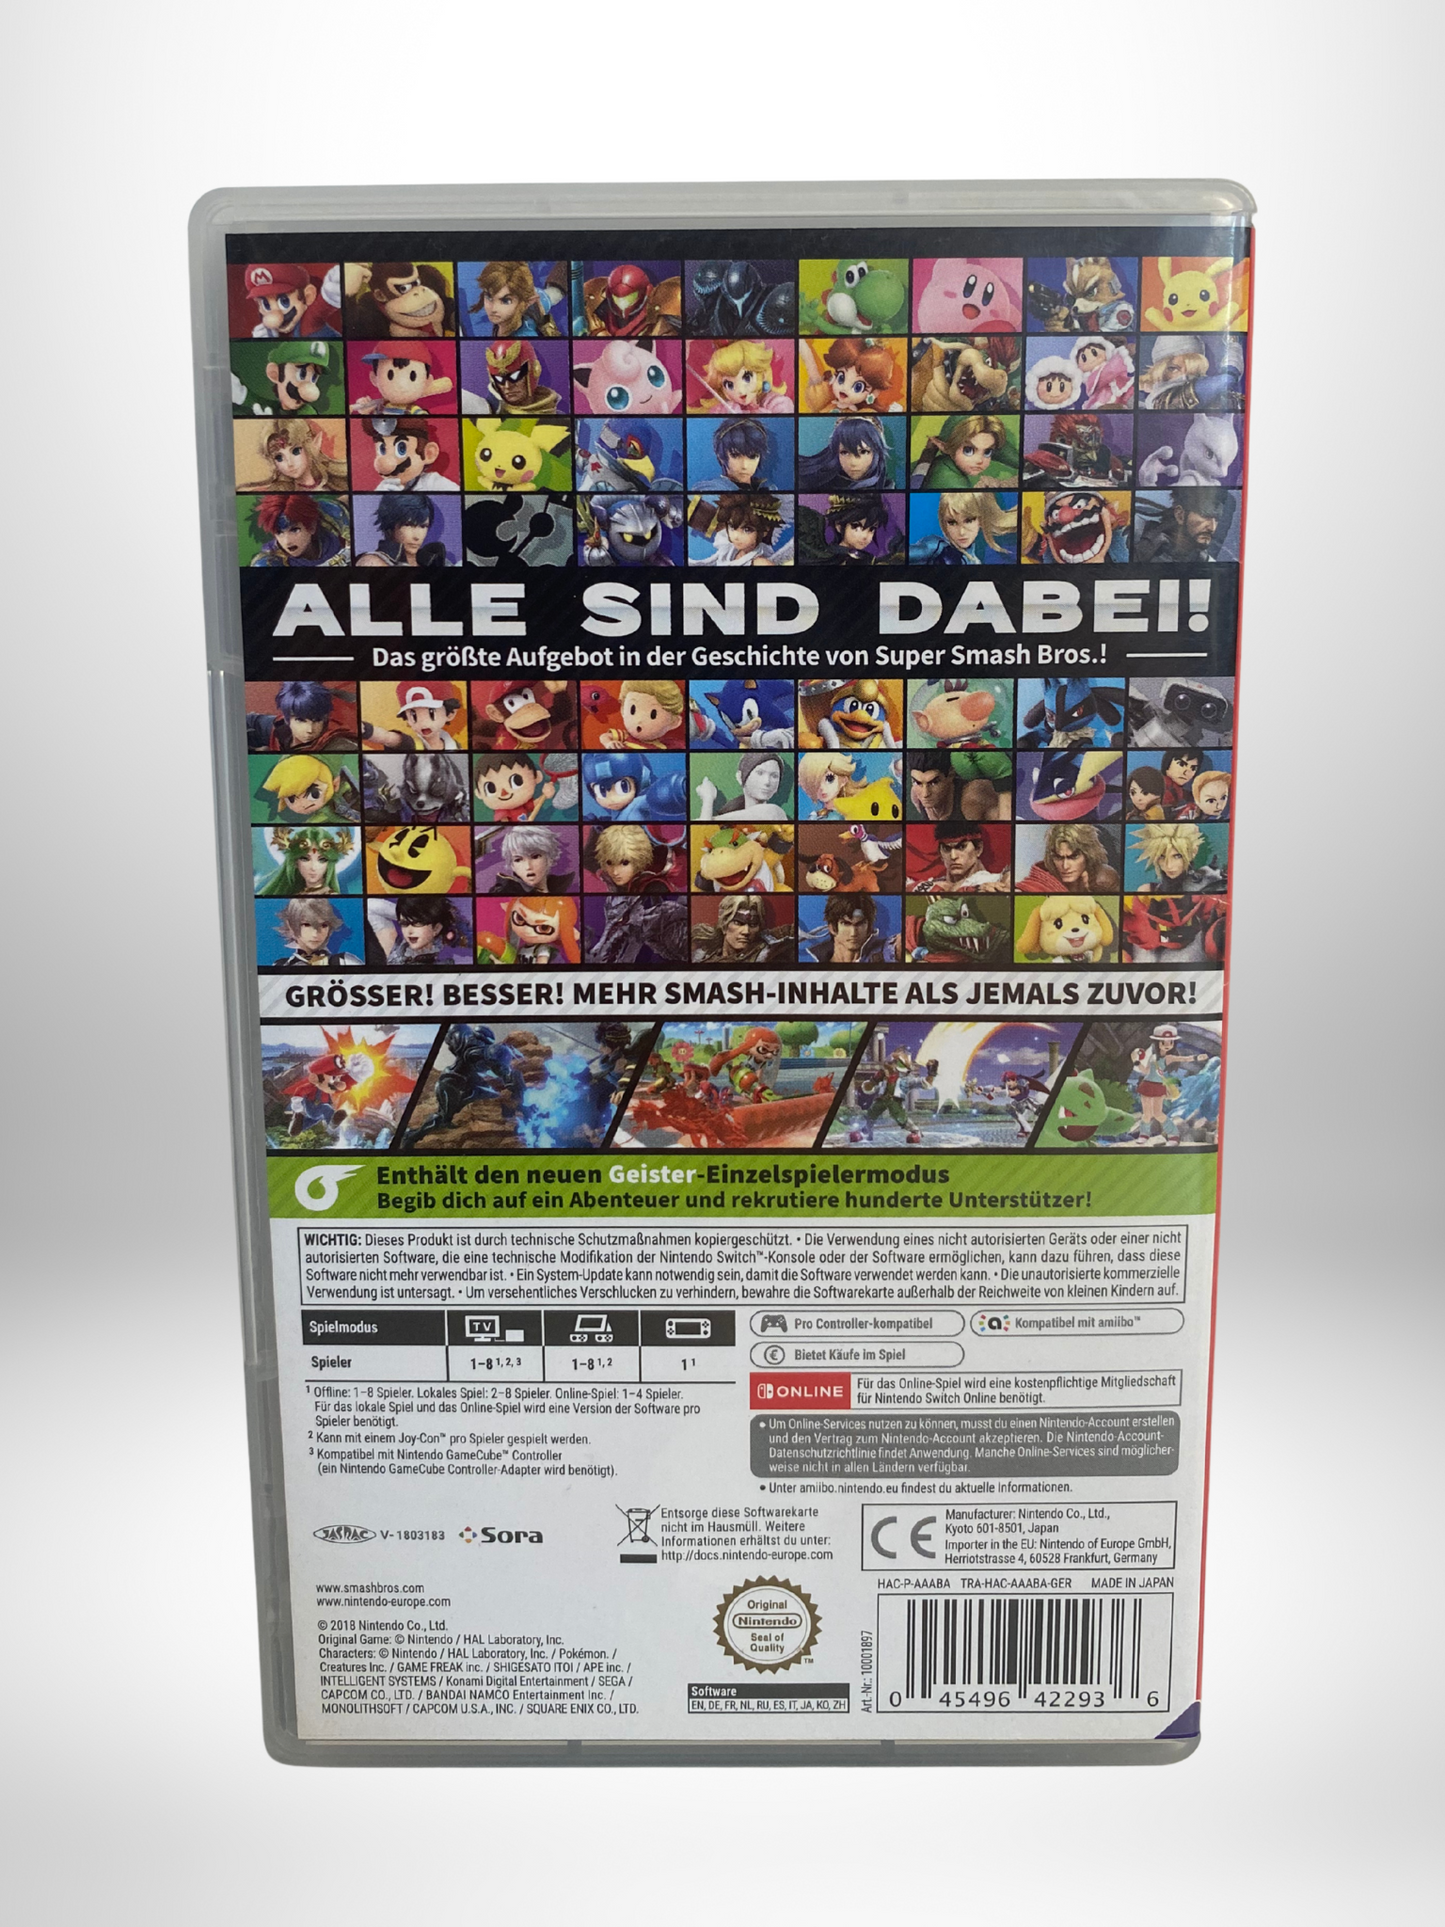 ALLE SIND DABEI!
Das größte Aufgebot in der Geschichte von Super Smash Bros.!
GRÖSSER! BESSER! MEHR SMASH-INHALTE ALS JEMALS ZUVOR!
Enthält den neuen Geister-Einzelspielermodus
Begib dich auf ein Abenteuer und rekrutiere hunderte Unterstützer!
WICHTIG: Dieses Produkt ist durch technische Schutzmaßnahmen kopiergeschützt. • Die Verwendung eines nicht autorisierten Geräts oder einer nicht
autorisierten Software, die eine technische Modifikation der Nintendo Switch™-Konsole oder der Software ermöglichen, kann dazu führen, dass diese
Software nicht mehr verwendbar ist. • Ein System-Update kann notwendig sein, damit die Software verwendet werden kann. • Die unautorisierte kommerzielle
Verwendung ist untersagt. • Um versehentliches Verschlucken zu verhindern, bewahre die Softwarekarte außerhalb der Reichweite von kleinen Kindern auf.
Spielmodus TV
Spieler 1-8 1, 2, 3 1-8 1, 2 1 1
1 Offline: 1-8 Spieler. Lokales Spiel: 2-8 Spieler. Online-Spiel: 1-4 Spieler.
Für das lokale Spiel und das Online-Spiel wird eine Version der Software pro
Spieler benötigt.
2 Kann mit einem Joy-Con™ pro Spieler gespielt werden.
3 Kompatibel mit Nintendo GameCube™ Controller
(ein Nintendo GameCube Controller-Adapter wird benötigt).
Pro Controller-kompatibel
Kompatibel mit amiibo™
€ Bietet Käufe im Spiel
ONLINE
Für das Online-Spiel wird eine kostenpflichtige Mitgliedschaft
für Nintendo Switch Online benötigt.
• Um Online-Services nutzen zu können, musst du einen Nintendo-Account erstellen
und den Vertrag zum Nintendo-Account akzeptieren. Die Nintendo-Account-
Datenschutzrichtlinie findet Anwendung. Manche Online-Services sind möglicher-
weise nicht in allen Ländern verfügbar.
• Unter amiibo.nintendo.eu findest du aktuelle Informationen.
JASRAC V-1803183 Sora
Entsorge diese Softwarekarte
nicht im Hausmüll. Weitere
Informationen erhältst du unter:
http://docs.nintendo-europe.com
CE
Manufacturer: Nintendo Co., Ltd.,
Kyoto 601-8501, Japan
Importer in the EU: Nintendo of Europe GmbH,
Herriotstrasse 4, 60528 Frankfurt, Germany
HAC-P-AAABA TRA-HAC-AAABA-GER MADE IN JAPAN
www.smashbros.com
www.nintendo-europe.com
© 2018 Nintendo Co., Ltd.
Original Game: © Nintendo / HAL Laboratory, Inc.
Characters: © Nintendo / HAL Laboratory, Inc. / Pokémon. /
Creatures Inc. / GAME FREAK inc. / SHIGESATO ITOI / APE inc. /
INTELLIGENT SYSTEMS / Konami Digital Entertainment / SEGA /
CAPCOM CO., LTD. / BANDAI NAMCO Entertainment Inc. /
MONOLITHSOFT / CAPCOM U.S.A., INC. / SQUARE ENIX CO., LTD.
Original
Nintendo
Seal of
Quality
TM
Software
EN, DE, FR, NL, RU, ES, IT, JA, KO, ZH
Art.-Nr.: 10001897
0 45496 42293 6